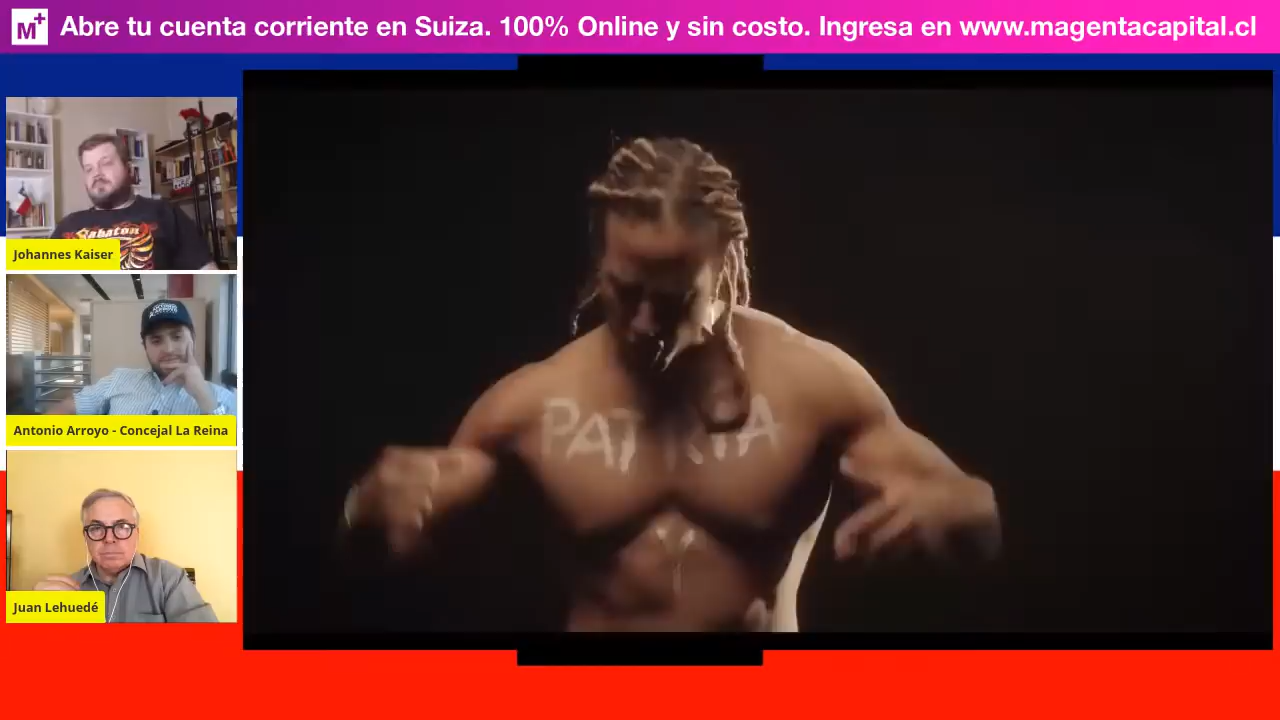 M+ Abre tu cuenta corriente en Suiza. 100% Online y sin costo. Ingresa en www.magentacapital.cl
Sabaton
Johannes Kaiser
Antonio Arroyo - Concejal La Reina
Juan Lehuedé
PATRIA
Y